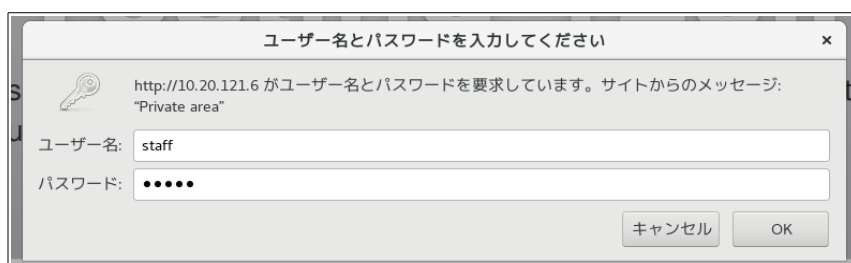 ユーザー名とパスワードを入力してください
×
http://10.20.121.6 がユーザー名とパスワードを要求しています。サイトからのメッセージ:
“Private area”
ユーザー名: staff
パスワード: •••••
キャンセル OK